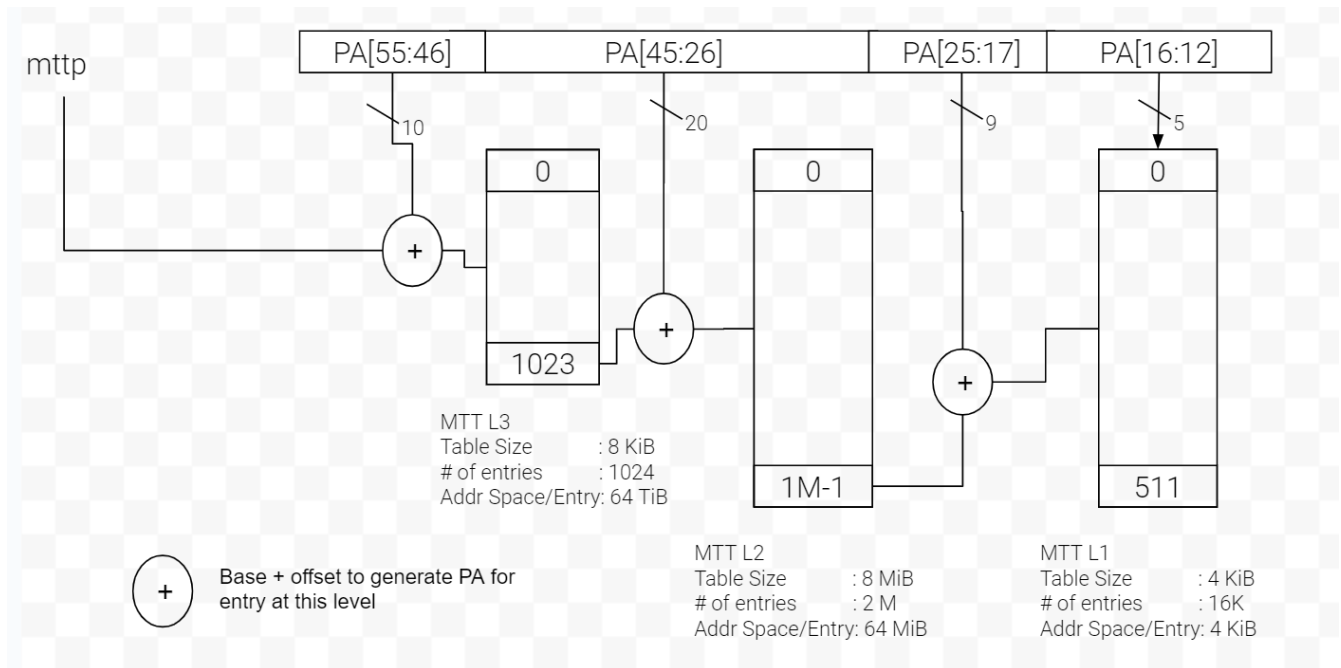 mttp
PA[55:46] PA[45:26] PA[25:17] PA[16:12]
10 20 9 5
0 0 0
+
+
1023
+
MTT L3
Table Size : 8 KiB
# of entries : 1024
Addr Space/Entry: 64 TiB
1M-1 511
MTT L2
Table Size : 8 MiB
# of entries : 2 M
Addr Space/Entry: 64 MiB
MTT L1
Table Size : 4 KiB
# of entries : 16K
Addr Space/Entry: 4 KiB
+
Base + offset to generate PA for
entry at this level